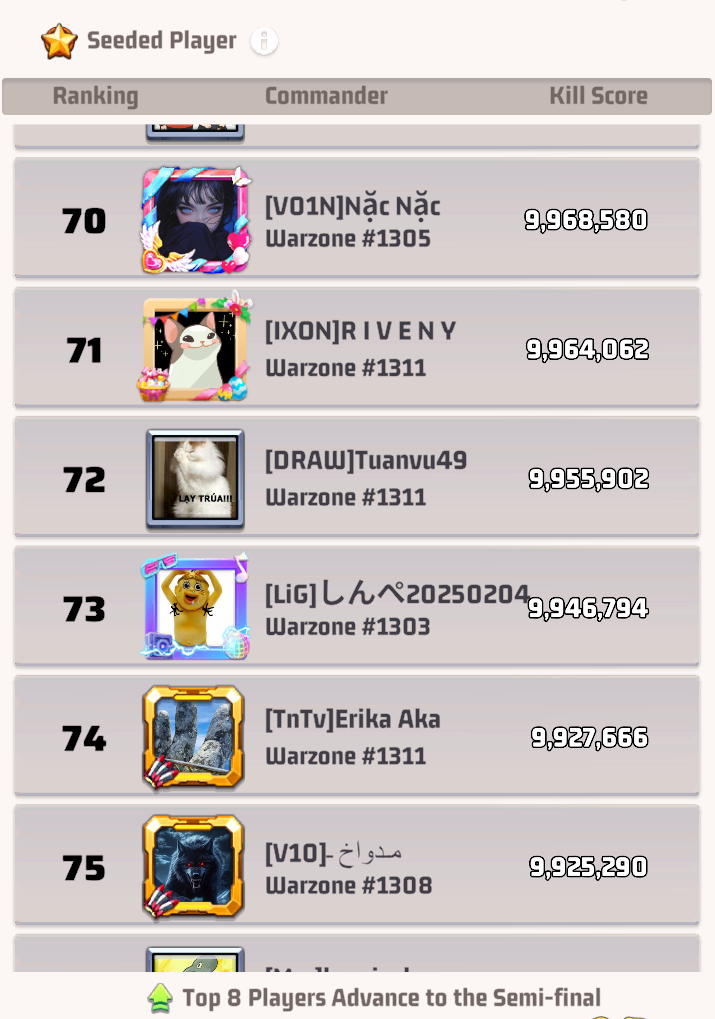 Seeded Player
Ranking Commander Kill Score
70 [V01N]Nặc Nặc 9,968,580
Warzone #1305
71 [IXON]R I V E N Y 9,964,062
Warzone #1311
72 [DRAW]Tuanvu49 9,955,902
LẠY TRÚA!!!
Warzone #1311
73 [LiG]しんぺ20250204 9,946,794
Warzone #1303
74 [TnTv]Erika Aka 9,927,666
Warzone #1311
75 [V10]-مدواخ 9,925,290
Warzone #1308
Top 8 Players Advance to the Semi-final